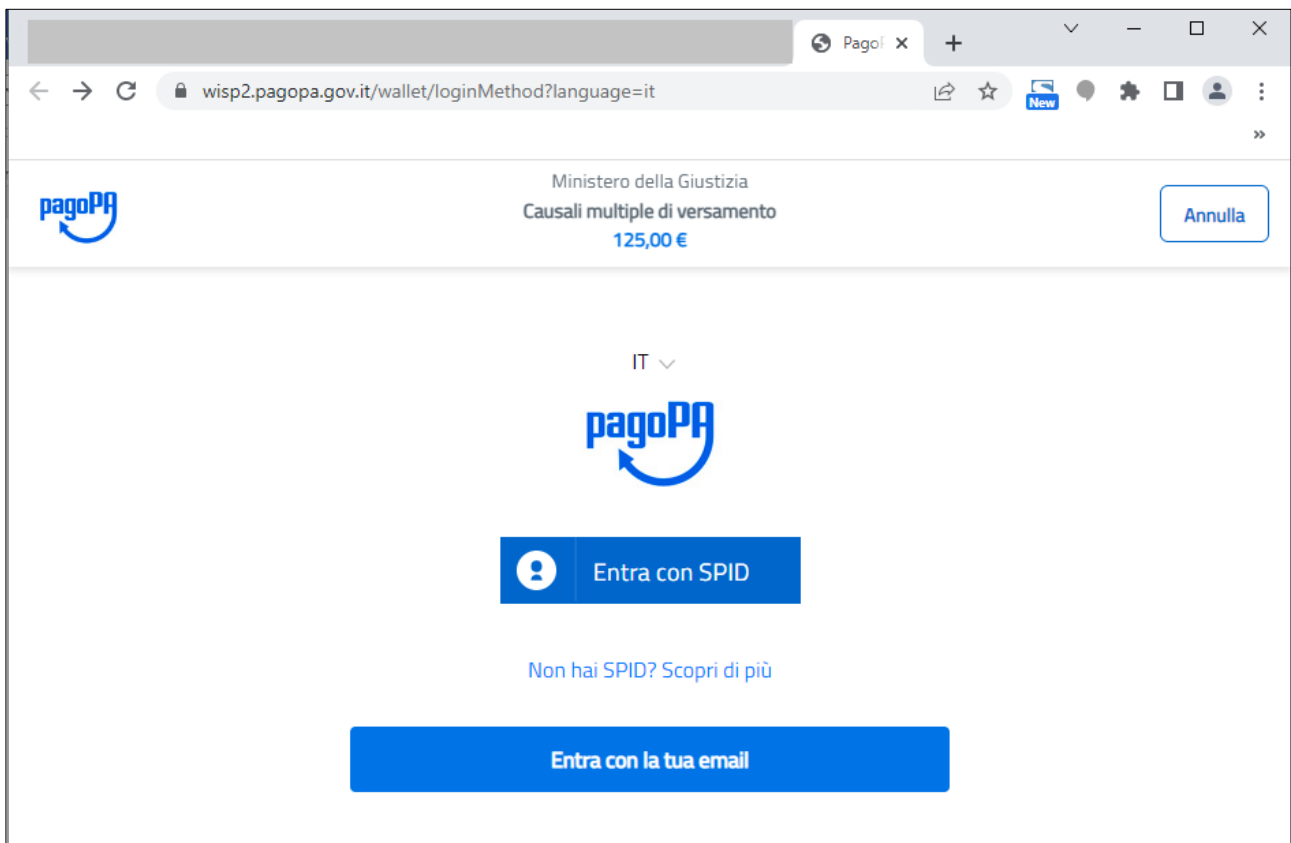 PagoP
wisp2.pagopa.gov.it/wallet/loginMethod?language=it
New
»
pagoPA
Ministero della Giustizia
Causali multiple di versamento
125,00 €
Annulla
IT
pagoPA
Entra con SPID
Non hai SPID? Scopri di più
Entra con la tua email